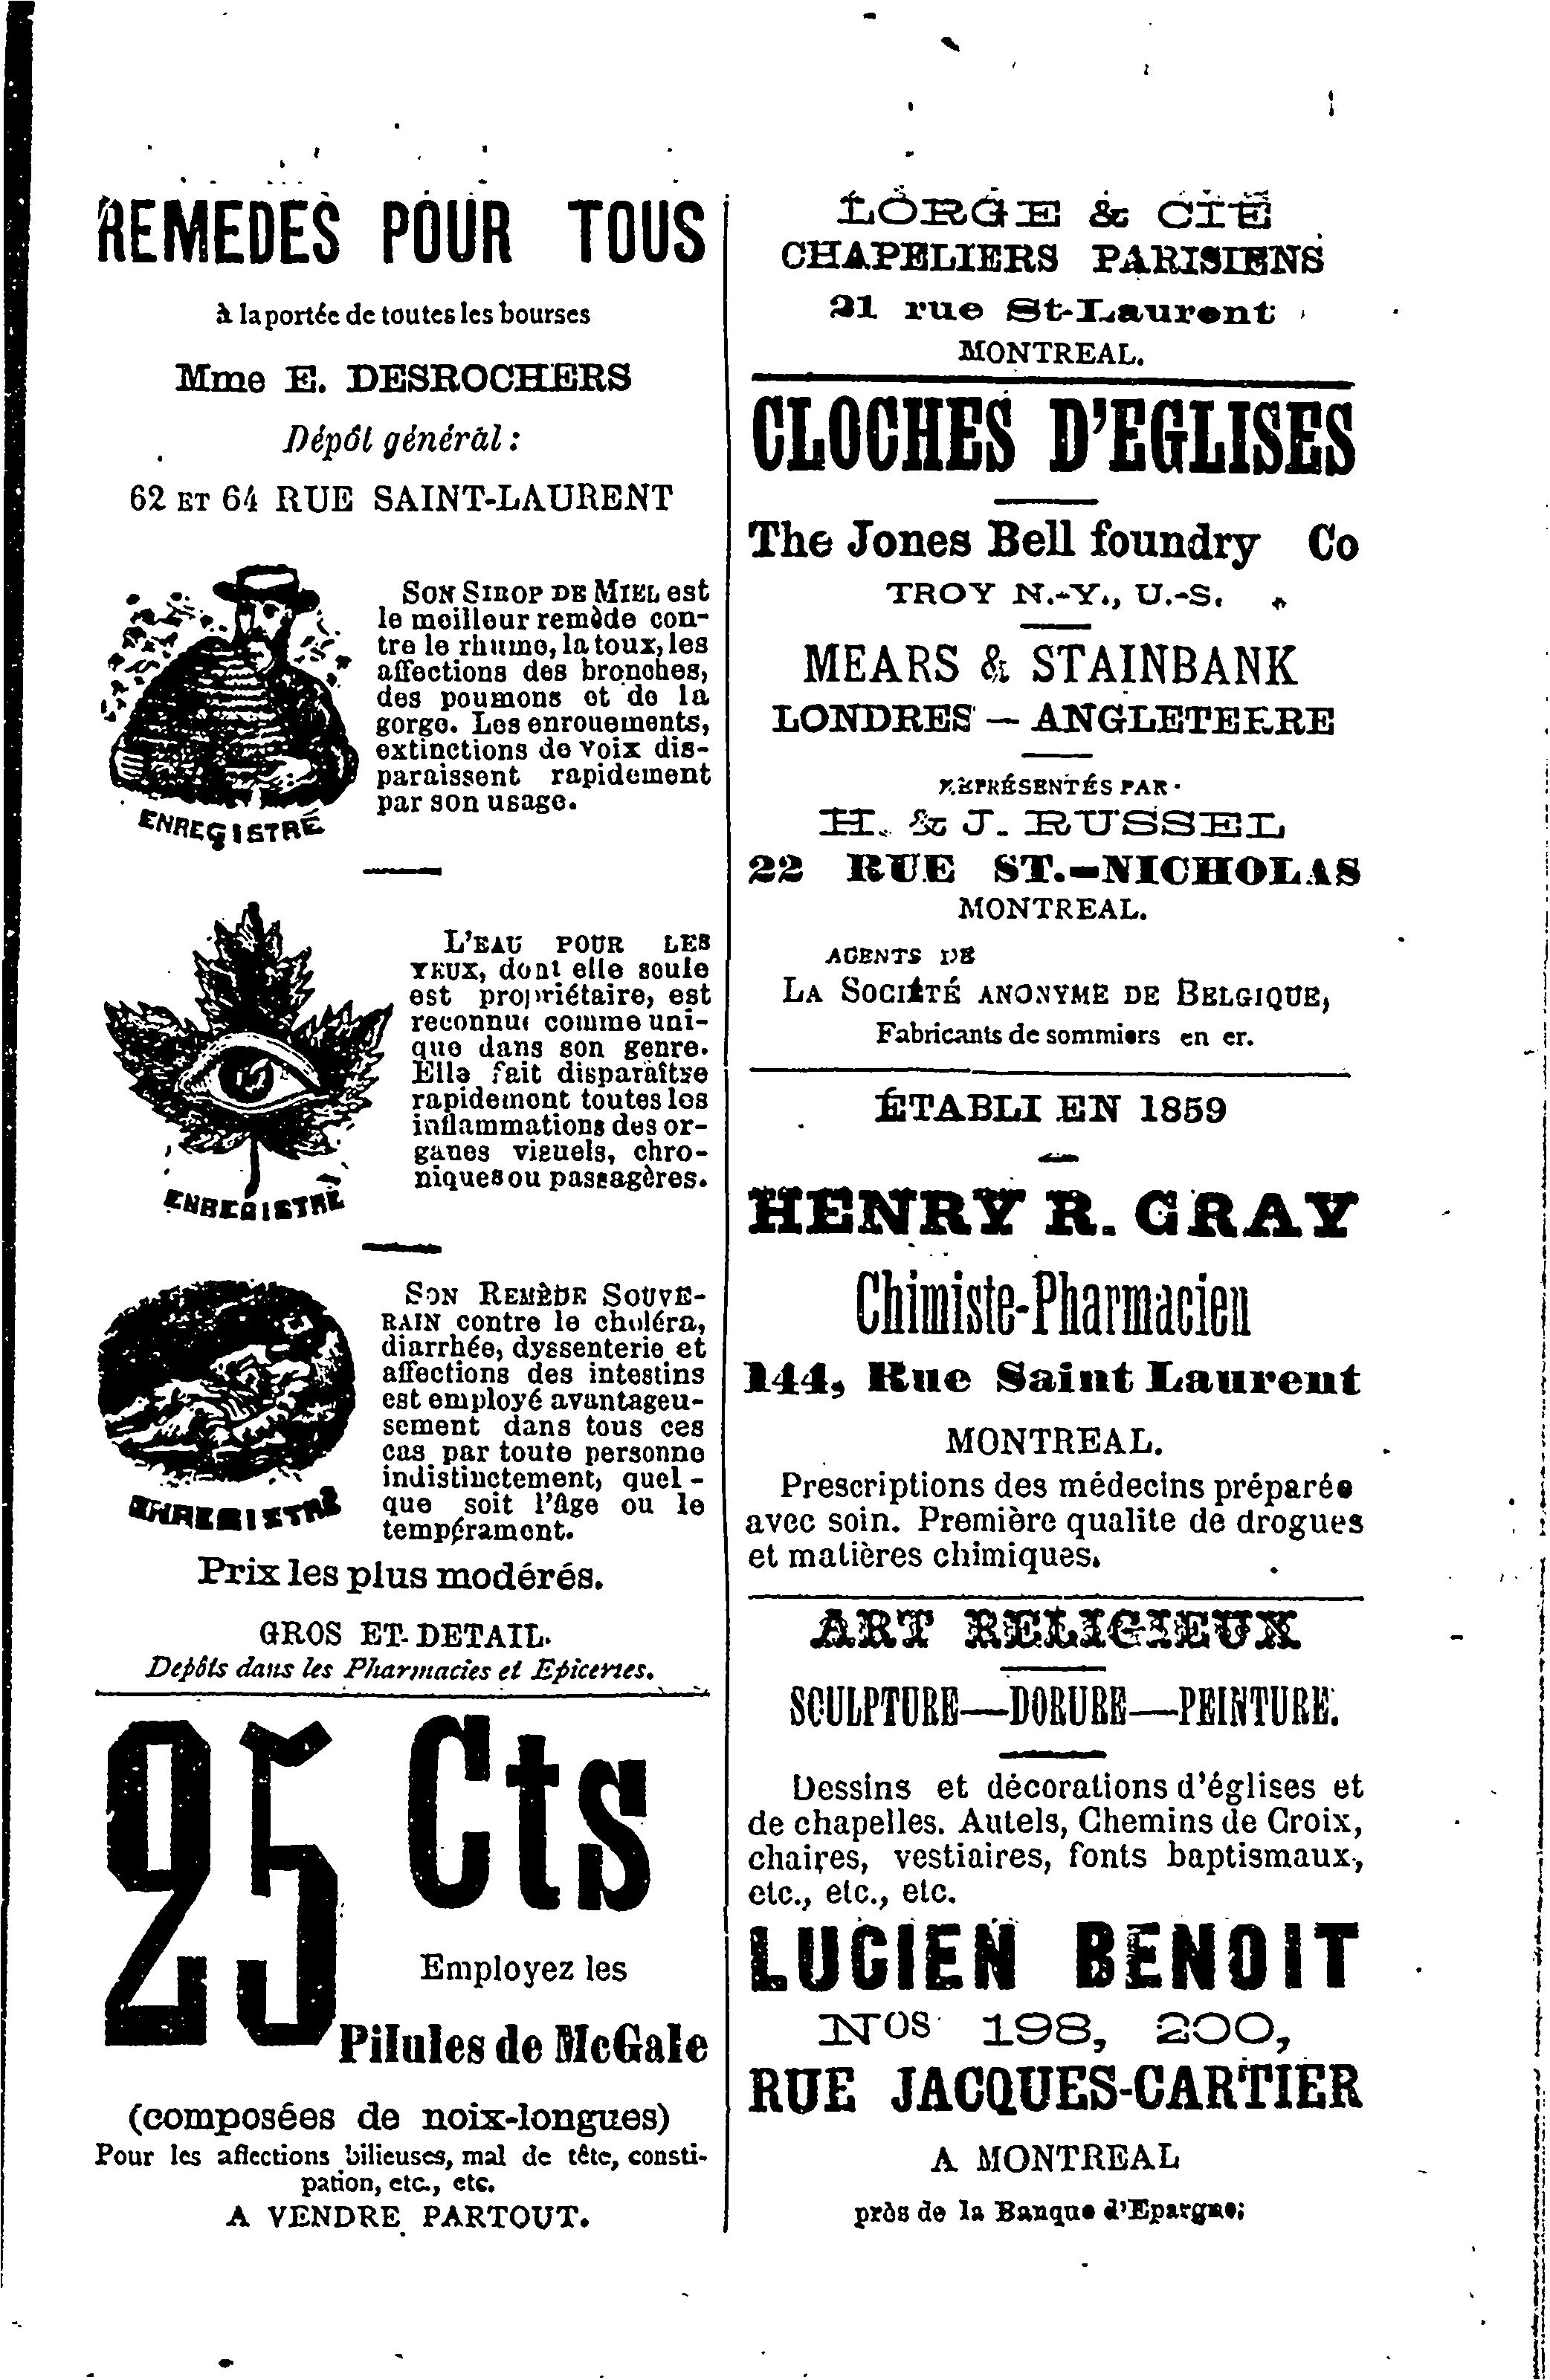 REMEDES POUR TOUS
à la portée de toutes les bourses
Mme E. DESROCHERS
Dépôt général:
62 ET 64 RUE SAINT-LAURENT
SON SIROP DE MIEL est
le meilleur remède con-
tre le rhume, la toux, les
affections des bronches,
des poumons et de la
gorge. Les enrouements,
extinctions de voix dis-
paraissent rapidement
par son usage.
ENREGISTRÉ
L'EAU POUR LES
YEUX, dont elle seule
est propriétaire, est
reconnue comme uni-
que dans son genre.
Elle fait disparaître
rapidement toutes les
inflammations des or-
ganes visuels, chro-
niques ou passagères.
ENREGISTRÉ
SON REMÈDE SOUVE-
RAIN contre le choléra,
diarrhée, dyssenterie et
affections des intestins
est employé avantageu-
sement dans tous ces
cas par toute personne
indistinctement, quel-
que soit l'âge ou le
tempérament.
ENREGISTRÉ
Prix les plus modérés.
GROS ET DETAIL.
Depôts dans les Pharmacies et Epiceries.
25 Cts
Employez les
Pilules de McGale
(composées de noix-longues)
Pour les affections bilieuses, mal de tête, consti-
pation, etc., etc.
A VENDRE PARTOUT.
LORGE & CIE
CHAPELIERS PARISIENS
21 rue St-Laurent
MONTREAL.
CLOCHES D'EGLISES
The Jones Bell foundry Co
TROY N.-Y., U.-S.
MEARS & STAINBANK
LONDRES — ANGLETERRE
REPRÉSENTÉS PAR
H. & J. RUSSEL
22 RUE ST.-NICHOLAS
MONTREAL.
AGENTS DE
LA SOCIÉTÉ ANONYME DE BELGIQUE,
Fabricants de sommiers en er.
ÉTABLI EN 1859
HENRY R. GRAY
Chimiste-Pharmacien
144, Rue Saint Laurent
MONTREAL.
Prescriptions des médecins préparée
avec soin. Première qualite de drogues
et matières chimiques.
ART RELIGIEUX
SCULPTURE—DORURE—PEINTURE.
Dessins et décorations d'églises et
de chapelles. Autels, Chemins de Croix,
chaires, vestiaires, fonts baptismaux,
etc., etc., etc.
LUCIEN BENOIT
Nos 198, 200,
RUE JACQUES-CARTIER
A MONTREAL
près de la Banque d'Epargne;